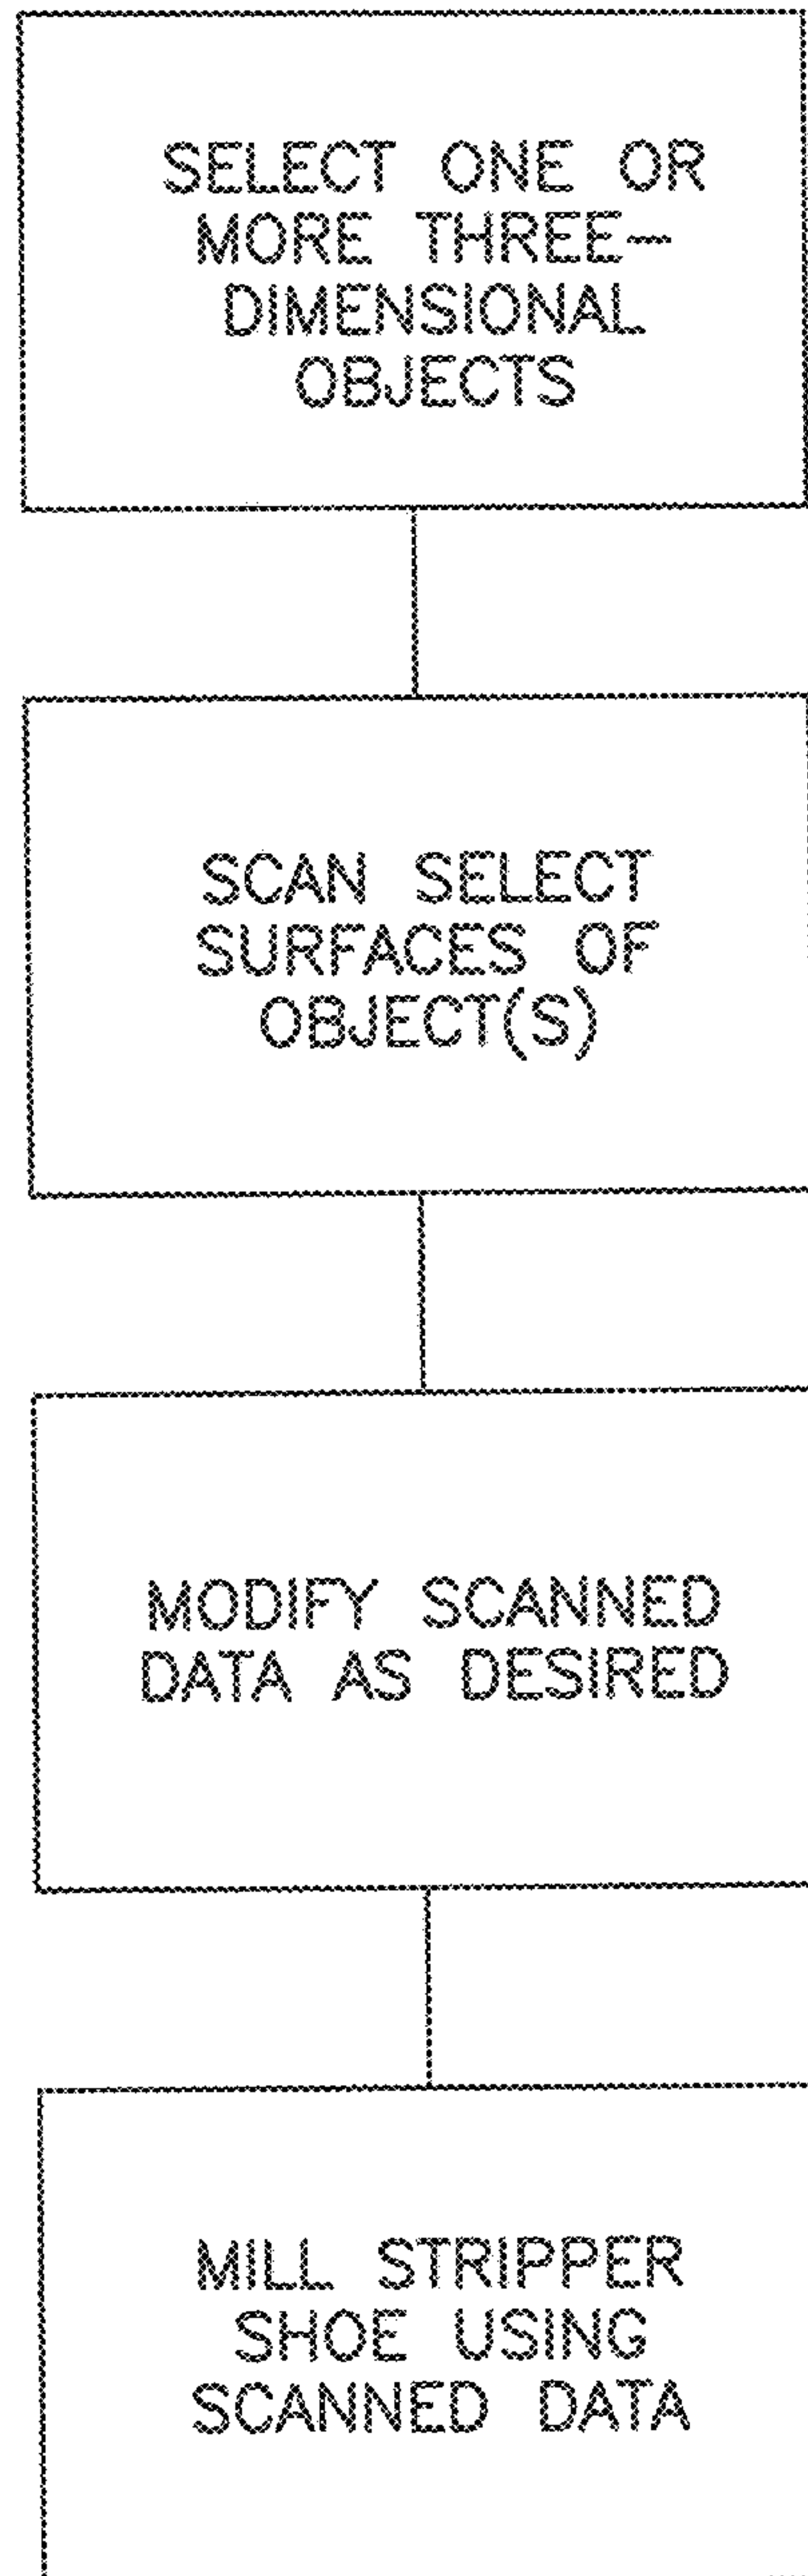 SELECT ONE OR
MORE THREE-
DIMENSIONAL
OBJECTS
SCAN SELECT
SURFACES OF
OBJECT(S)
MODIFY SCANNED
DATA AS DESIRED
MILL STRIPPER
SHOE USING
SCANNED DATA